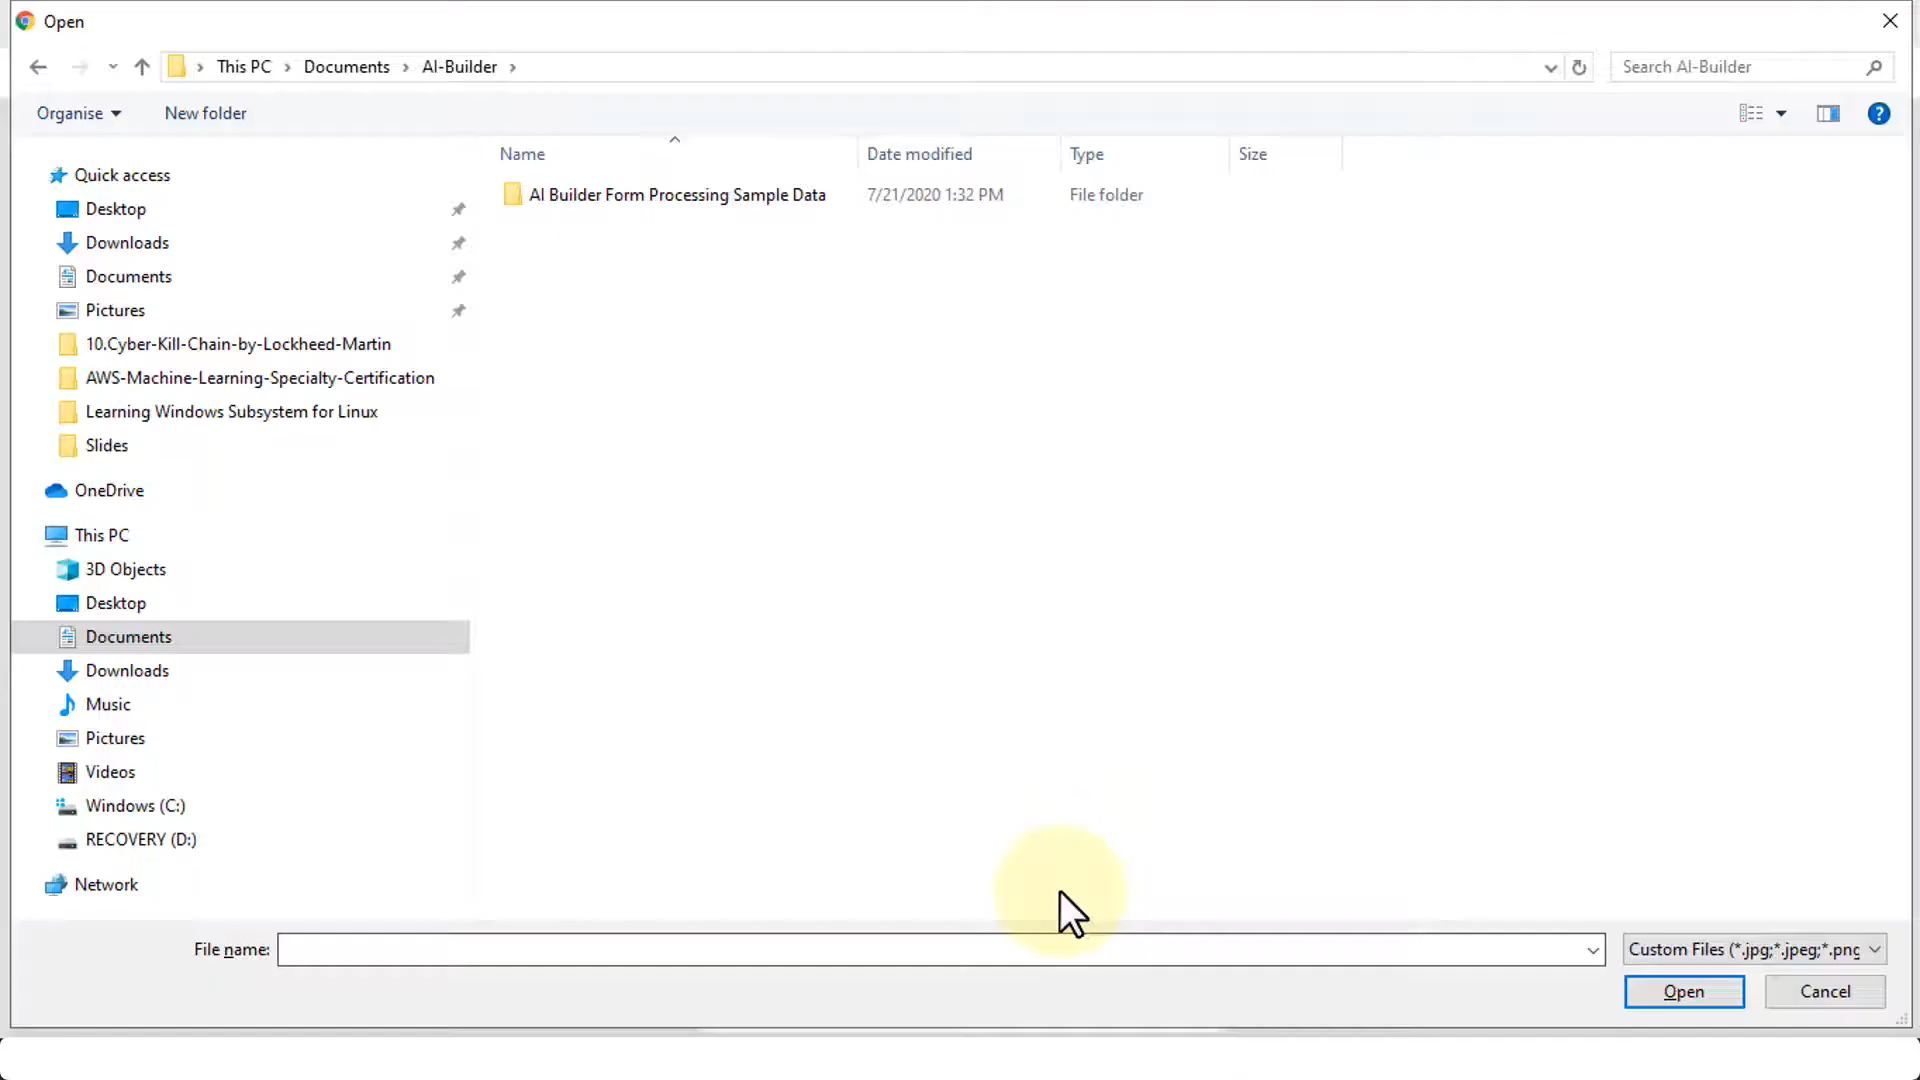 Open
This PC > Documents > AI-Builder >
Search AI-Builder
Organise
New folder
Name
Date modified
Type
Size
AI Builder Form Processing Sample Data
7/21/2020 1:32 PM
File folder
Quick access
Desktop
Downloads
Documents
Pictures
10.Cyber-Kill-Chain-by-Lockheed-Martin
AWS-Machine-Learning-Specialty-Certification
Learning Windows Subsystem for Linux
Slides
OneDrive
This PC
3D Objects
Desktop
Documents
Downloads
Music
Pictures
Videos
Windows (C:)
RECOVERY (D:)
Network
File name:
Custom Files (*.jpg;*.jpeg;*.png
Open
Cancel